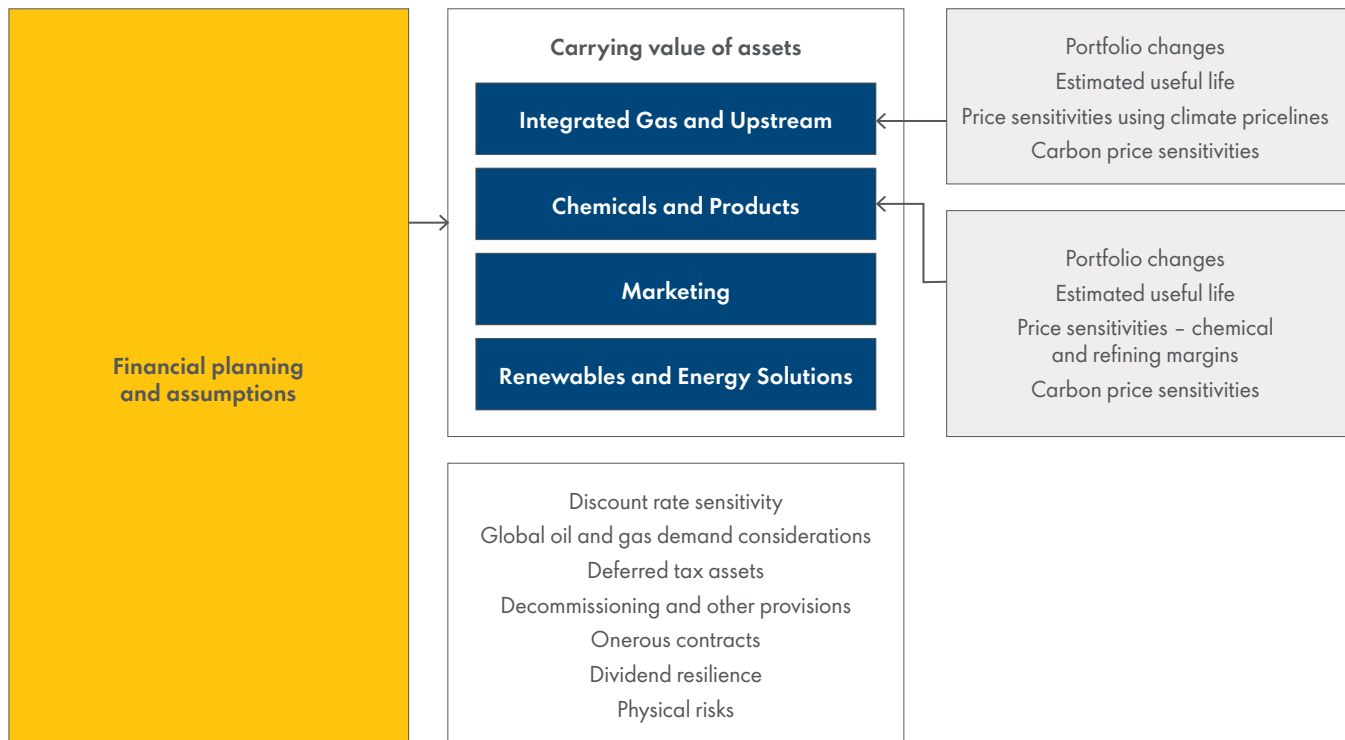 Financial planning
and assumptions
Carrying value of assets
Integrated Gas and Upstream
Chemicals and Products
Marketing
Renewables and Energy Solutions
Portfolio changes
Estimated useful life
Price sensitivities using climate pricelines
Carbon price sensitivities
Portfolio changes
Estimated useful life
Price sensitivities – chemical
and refining margins
Carbon price sensitivities
Discount rate sensitivity
Global oil and gas demand considerations
Deferred tax assets
Decommissioning and other provisions
Onerous contracts
Dividend resilience
Physical risks